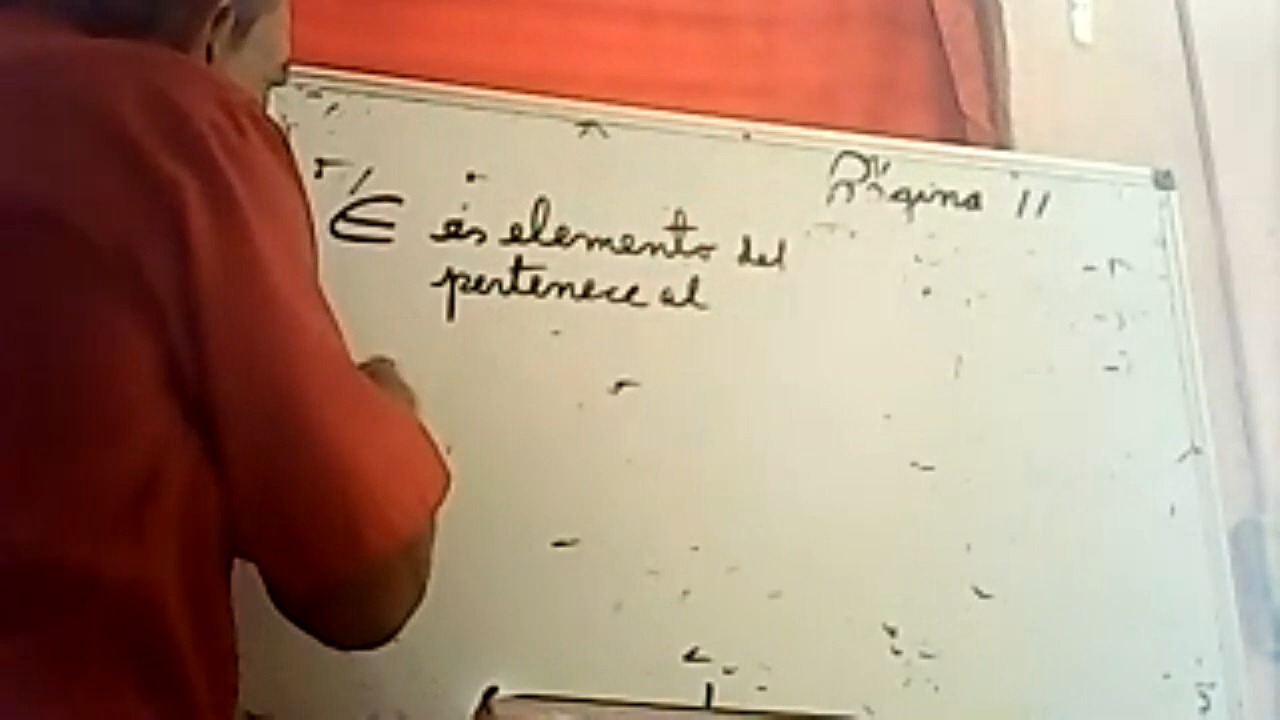 Página 11
∈ es elemento del
pertenece al